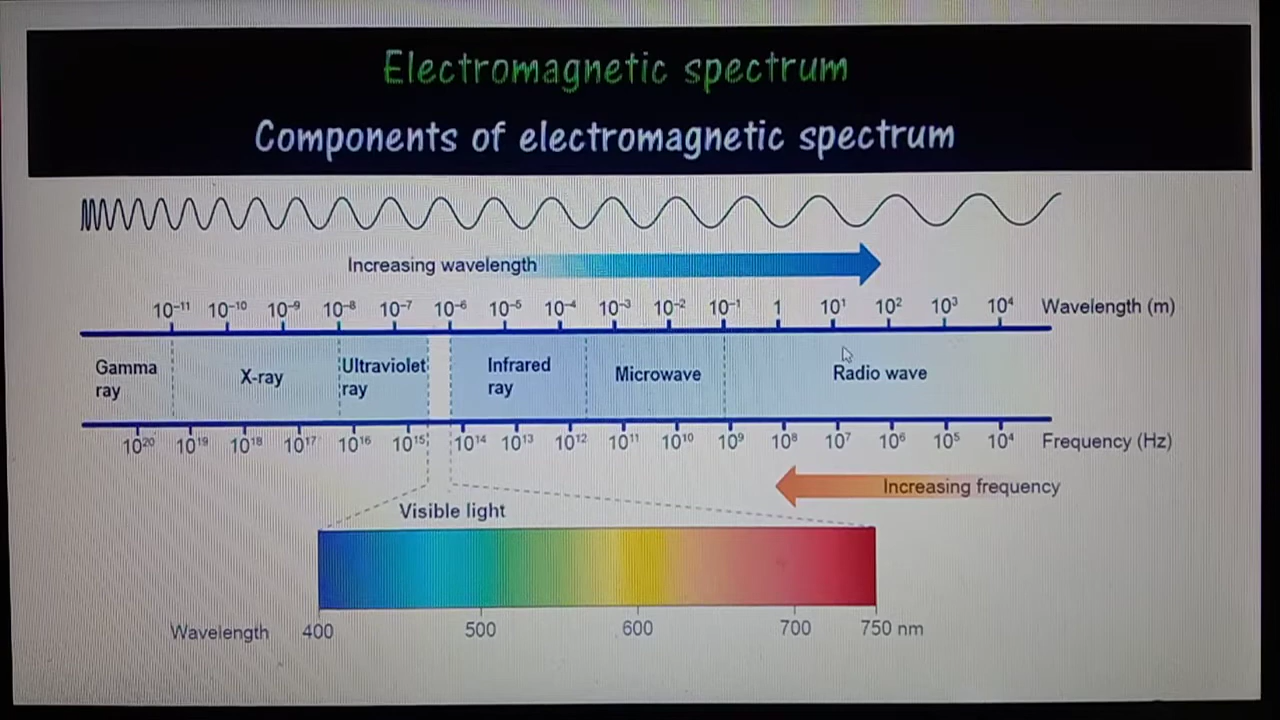 Electromagnetic spectrum
Components of electromagnetic spectrum
Increasing wavelength
10⁻¹¹ 10⁻¹⁰ 10⁻⁹ 10⁻⁸ 10⁻⁷ 10⁻⁶ 10⁻⁵ 10⁻⁴ 10⁻³ 10⁻² 10⁻¹ 1 10¹ 10² 10³ 10⁴ Wavelength (m)
Gamma ray
X-ray
Ultraviolet ray
Infrared ray
Microwave
Radio wave
10²⁰ 10¹⁹ 10¹⁸ 10¹⁷ 10¹⁶ 10¹⁵ 10¹⁴ 10¹³ 10¹² 10¹¹ 10¹⁰ 10⁹ 10⁸ 10⁷ 10⁶ 10⁵ 10⁴ Frequency (Hz)
Increasing frequency
Visible light
Wavelength 400 500 600 700 750 nm